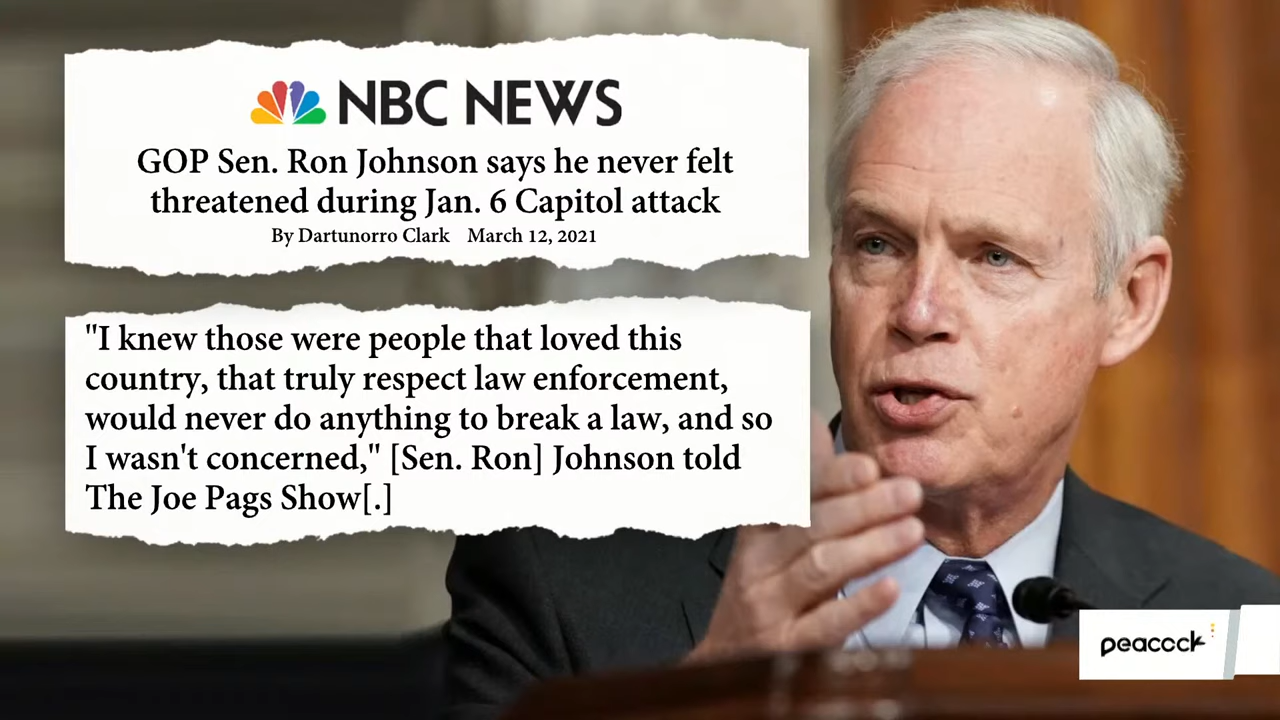 NBC NEWS
GOP Sen. Ron Johnson says he never felt
threatened during Jan. 6 Capitol attack
By Dartunorro Clark March 12, 2021
"I knew those were people that loved this
country, that truly respect law enforcement,
would never do anything to break a law, and so
I wasn't concerned," [Sen. Ron] Johnson told
The Joe Pags Show[.]
peacock